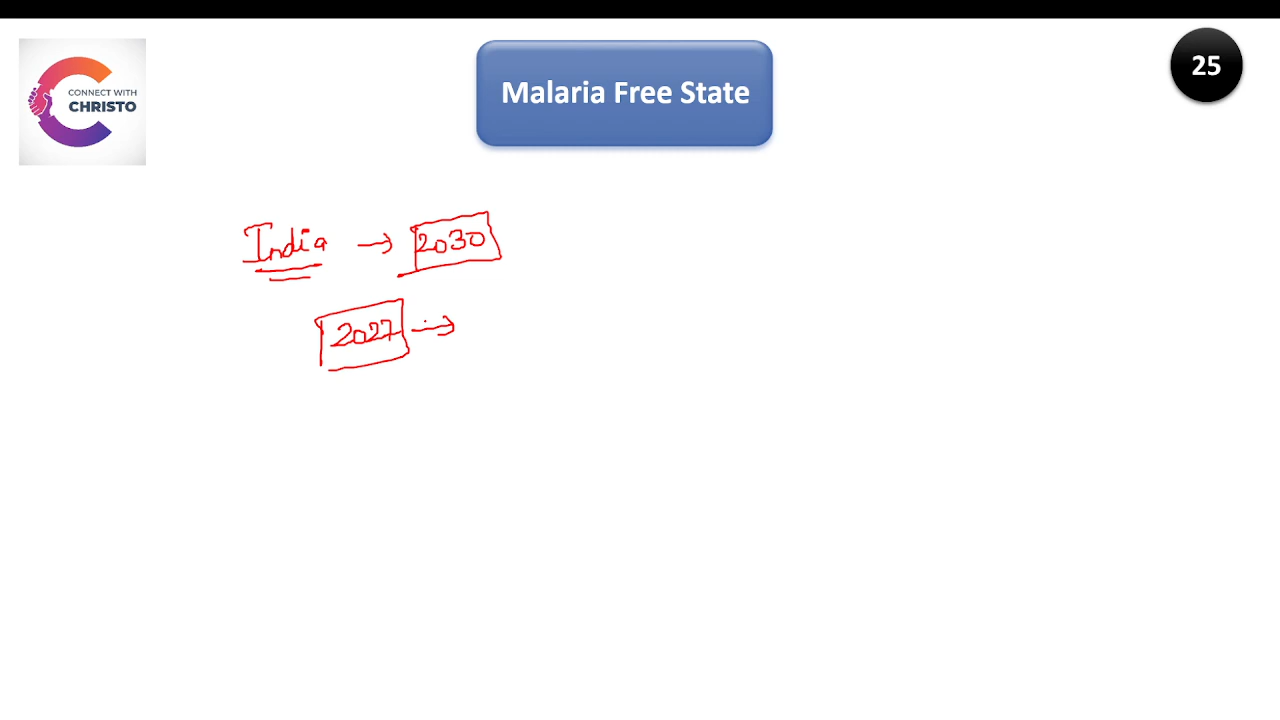 CONNECT WITH
CHRISTO
Malaria Free State
25
India → 2030
2027 →